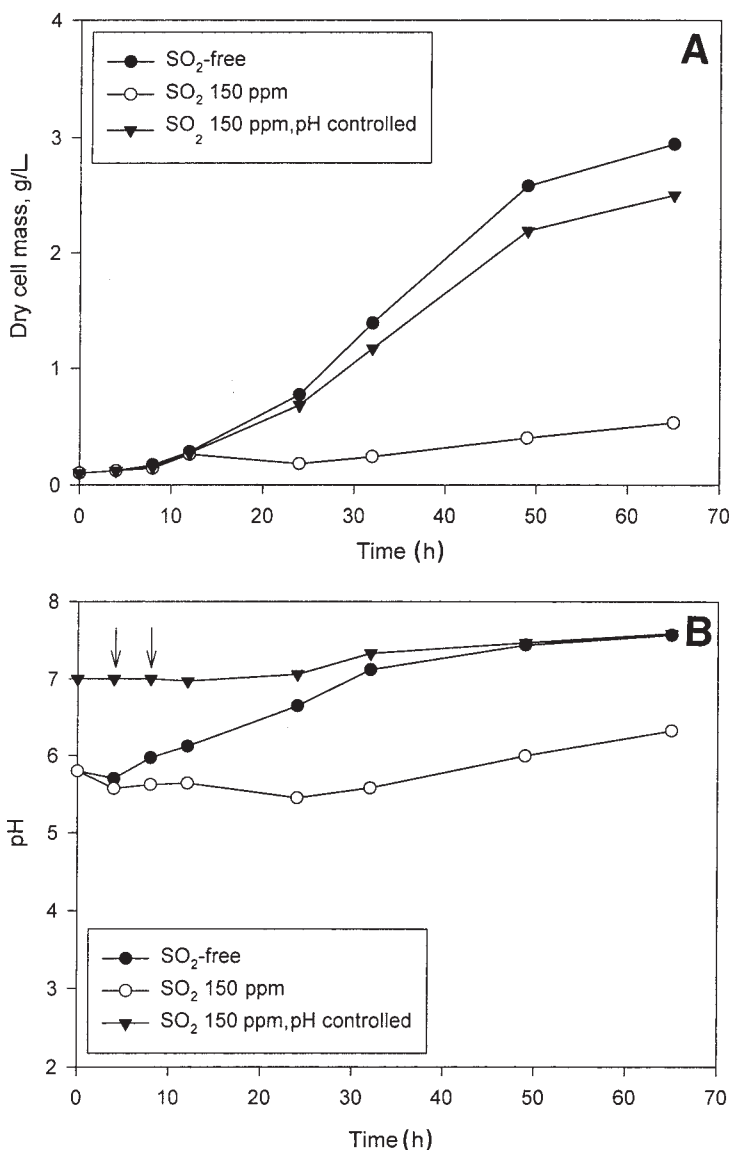 A
SO2-free
SO2 150 ppm
SO2 150 ppm,pH controlled
4
3
2
1
0
Dry cell mass, g/L
0 10 20 30 40 50 60 70
Time (h)
B
8
7
6
5
4
3
2
pH
SO2-free
SO2 150 ppm
SO2 150 ppm,pH controlled
0 10 20 30 40 50 60 70
Time (h)